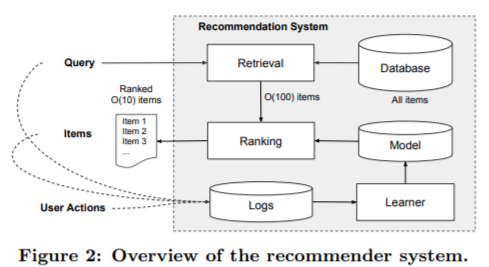 Recommendation System
Query
Retrieval
Database
Ranked
O(10) items
O(100) items
All items
Item 1
Item 2
Item 3
...
Items
Ranking
Model
User Actions
Logs
Learner
Figure 2: Overview of the recommender system.